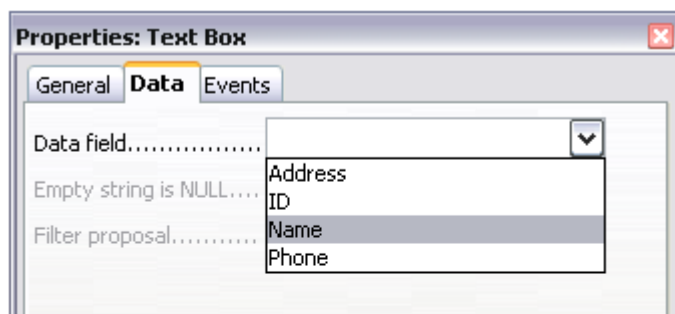 Properties: Text Box
General Data Events
Data field.................
Address
Empty string is NULL....
ID
Name
Filter proposal...........
Phone